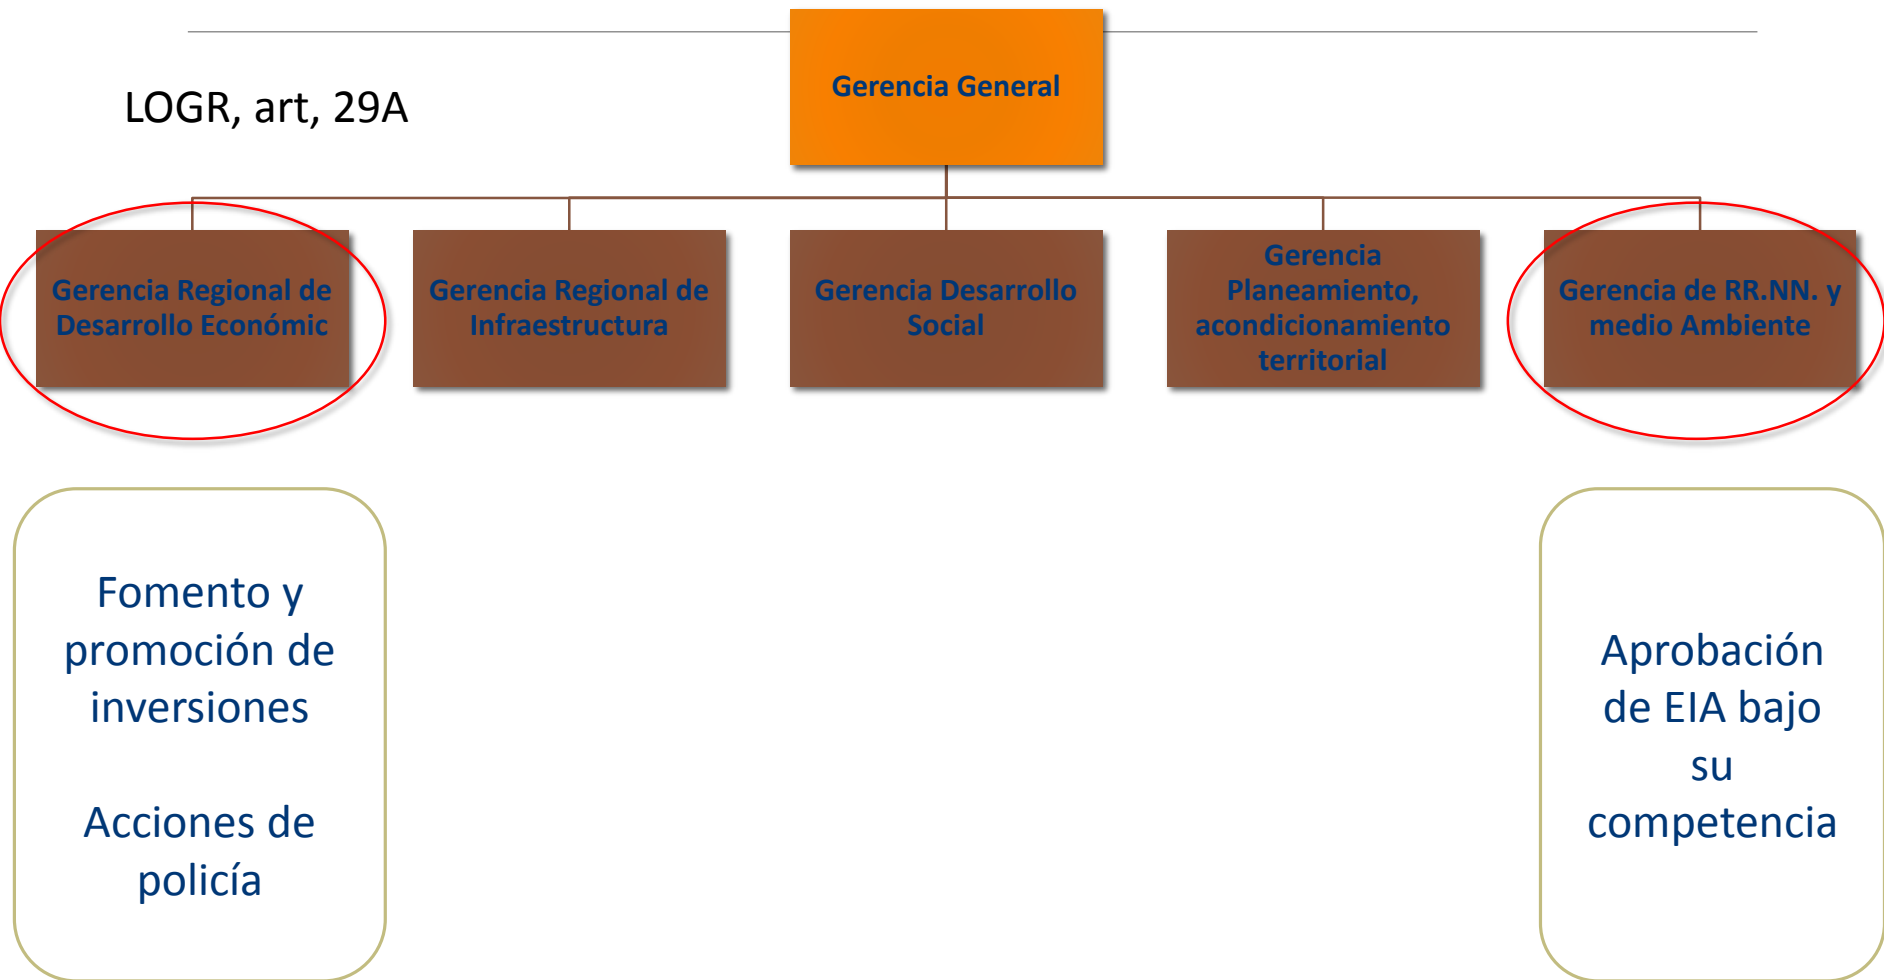 Gerencia General
LOGR, art, 29A
Gerencia Regional de
Desarrollo Económic
Gerencia Regional de
Infraestructura
Gerencia Desarrollo
Social
Gerencia
Planeamiento,
acondicionamiento
territorial
Gerencia de RR.NN. y
medio Ambiente
Fomento y
promoción de
inversiones
Acciones de
policía
Aprobación
de EIA bajo
su
competencia